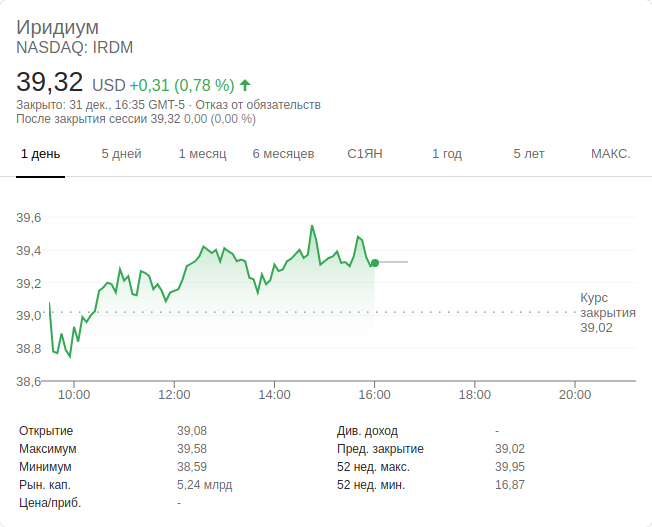 Иридиум
NASDAQ: IRDM
39,32 USD +0,31 (0,78 %)
Закрыто: 31 дек., 16:35 GMT-5 · Отказ от обязательств
После закрытия сессии 39,32 0,00 (0,00 %)
1 день 5 дней 1 месяц 6 месяцев С1ЯН 1 год 5 лет МАКС.
39,6
39,4
39,2
39,0
38,8
38,6
Курс
закрытия
39,02
10:00 12:00 14:00 16:00 18:00 20:00
Открытие 39,08 Див. доход -
Максимум 39,58 Пред. закрытие 39,02
Минимум 38,59 52 нед. макс. 39,95
Рын. кап. 5,24 млрд 52 нед. мин. 16,87
Цена/приб. -